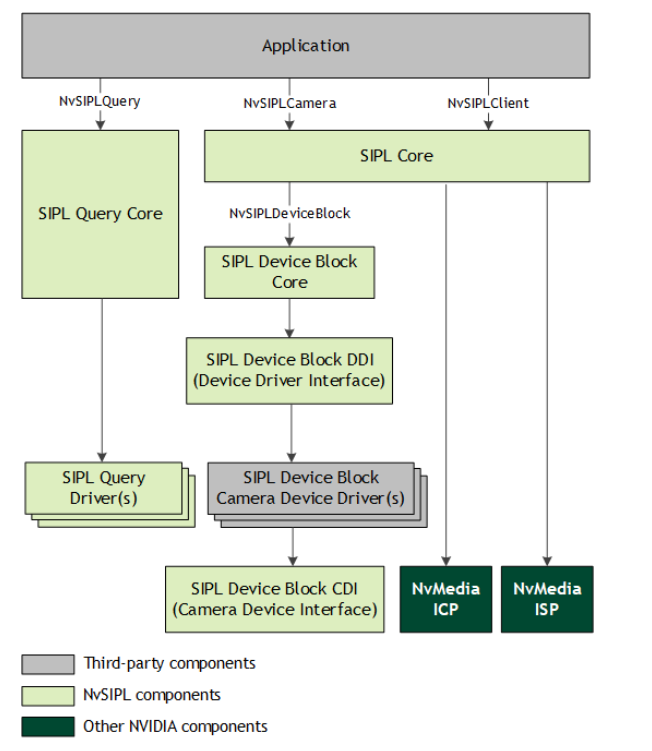 Application
NvSIPLQuery
NvSIPLCamera
NvSIPLClient
SIPL Core
SIPL Query Core
NvSIPLDeviceBlock
SIPL Device Block
Core
SIPL Device Block DDI
(Device Driver Interface)
SIPL Query
Driver(s)
SIPL Device Block
Camera Device Driver(s)
SIPL Device Block CDI
(Camera Device Interface)
NvMedia
ICP
NvMedia
ISP
Third-party components
NvSIPL components
Other NVIDIA components